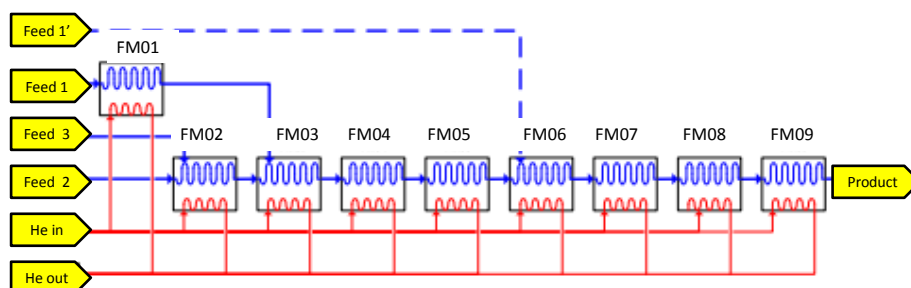 Feed 1’
FM01
Feed 1
Feed 3
FM02 FM03 FM04 FM05 FM06 FM07 FM08 FM09
Feed 2
Product
He in
He out